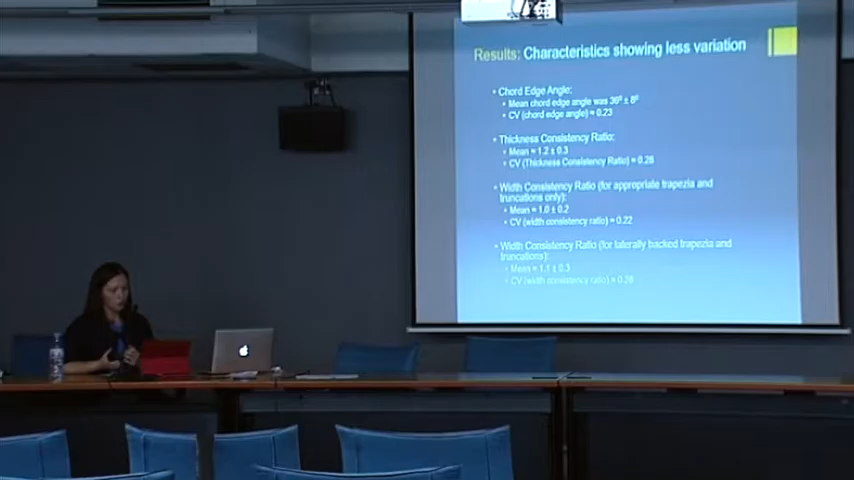 Results: Characteristics showing less variation
• Chord Edge Angle:
• Mean chord edge angle was 36º ± 8º
• CV (chord edge angle) = 0.23
• Thickness Consistency Ratio:
• Mean = 1.2 ± 0.3
• CV (Thickness Consistency Ratio) = 0.28
• Width Consistency Ratio (for appropriate trapezia and
truncations only):
• Mean = 1.0 ± 0.2
• CV (width consistency ratio) = 0.22
• Width Consistency Ratio (for laterally backed trapezia and
truncations):
• Mean = 1.1 ± 0.3
• CV (width consistency ratio) = 0.26